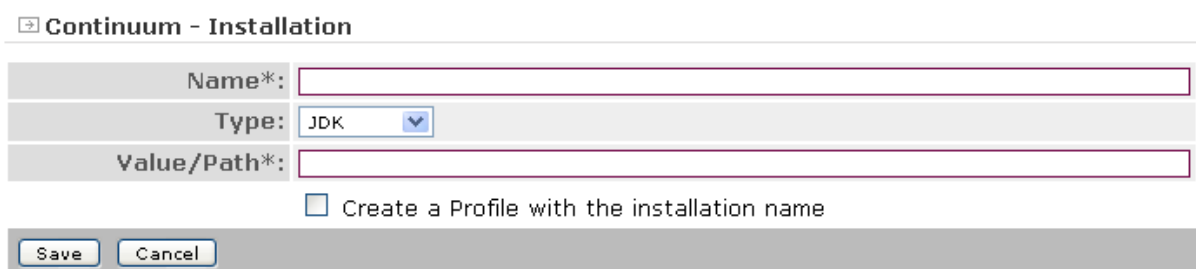 Continuum - Installation
Name*:
Type: JDK
Value/Path*:
Create a Profile with the installation name
Save Cancel